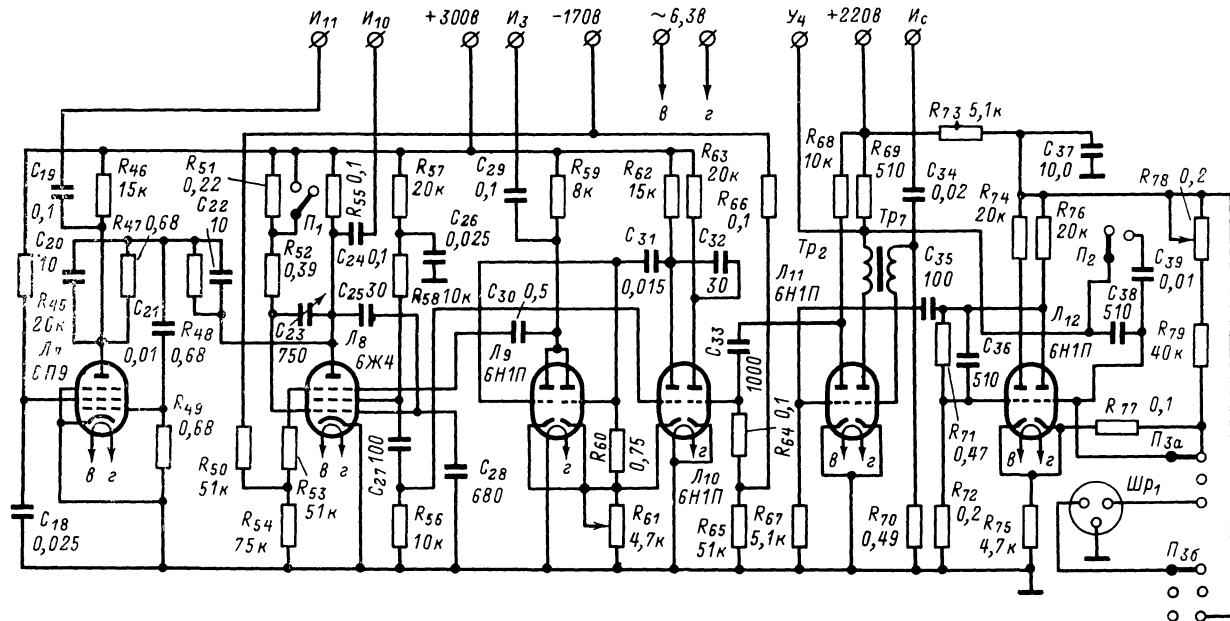 И11 И10 +300В И3 -170В ~6,3В У4 +220В Ис
в г
R73 5,1к
C19
0,1
R46
15к
R51
0,22
П1
R55 0,1
R57
20к
C29
0,1
R59
8к
R62
15к
R63
20к
R66
0,1
R68
10к
R69
510
C34
0,02
C37
10,0
R78 0,2
R47 0,68
C22
10
C20
10
R52
0,39
C24 0,1
C26
0,025
C31
0,015
C32
30
Тр2
Тр7
R74
20к
R76
20к
П2
C39
0,01
C35
100
R45
C21
0,01
R48
0,68
C23
750
C25 30
R58 10к
C30 0,5
Л11
6Н1П
C38
510
R79
40к
Л8
6Ж4
Л9
6Н1П
C33
1000
C36
510
Л12
6Н1П
R49
0,68
в г
R50
51к
R53
51к
в г
C27 100
C28
680
R60
0,75
г
г
Л10
6Н1П
R64 0,1
в г
R71
0,47
в г
R77 0,1
П3а
Шр1
C18
0,025
R54
75к
R56
10к
R61
4,7к
R65
51к
R67
5,1к
R70
0,49
R72
0,2
R75
4,7к
П3б